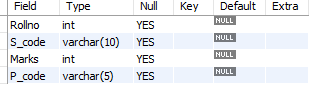 Field Type Null Key Default Extra
Rollno int YES NULL
S_code varchar(10) YES NULL
Marks int YES NULL
P_code varchar(5) YES NULL